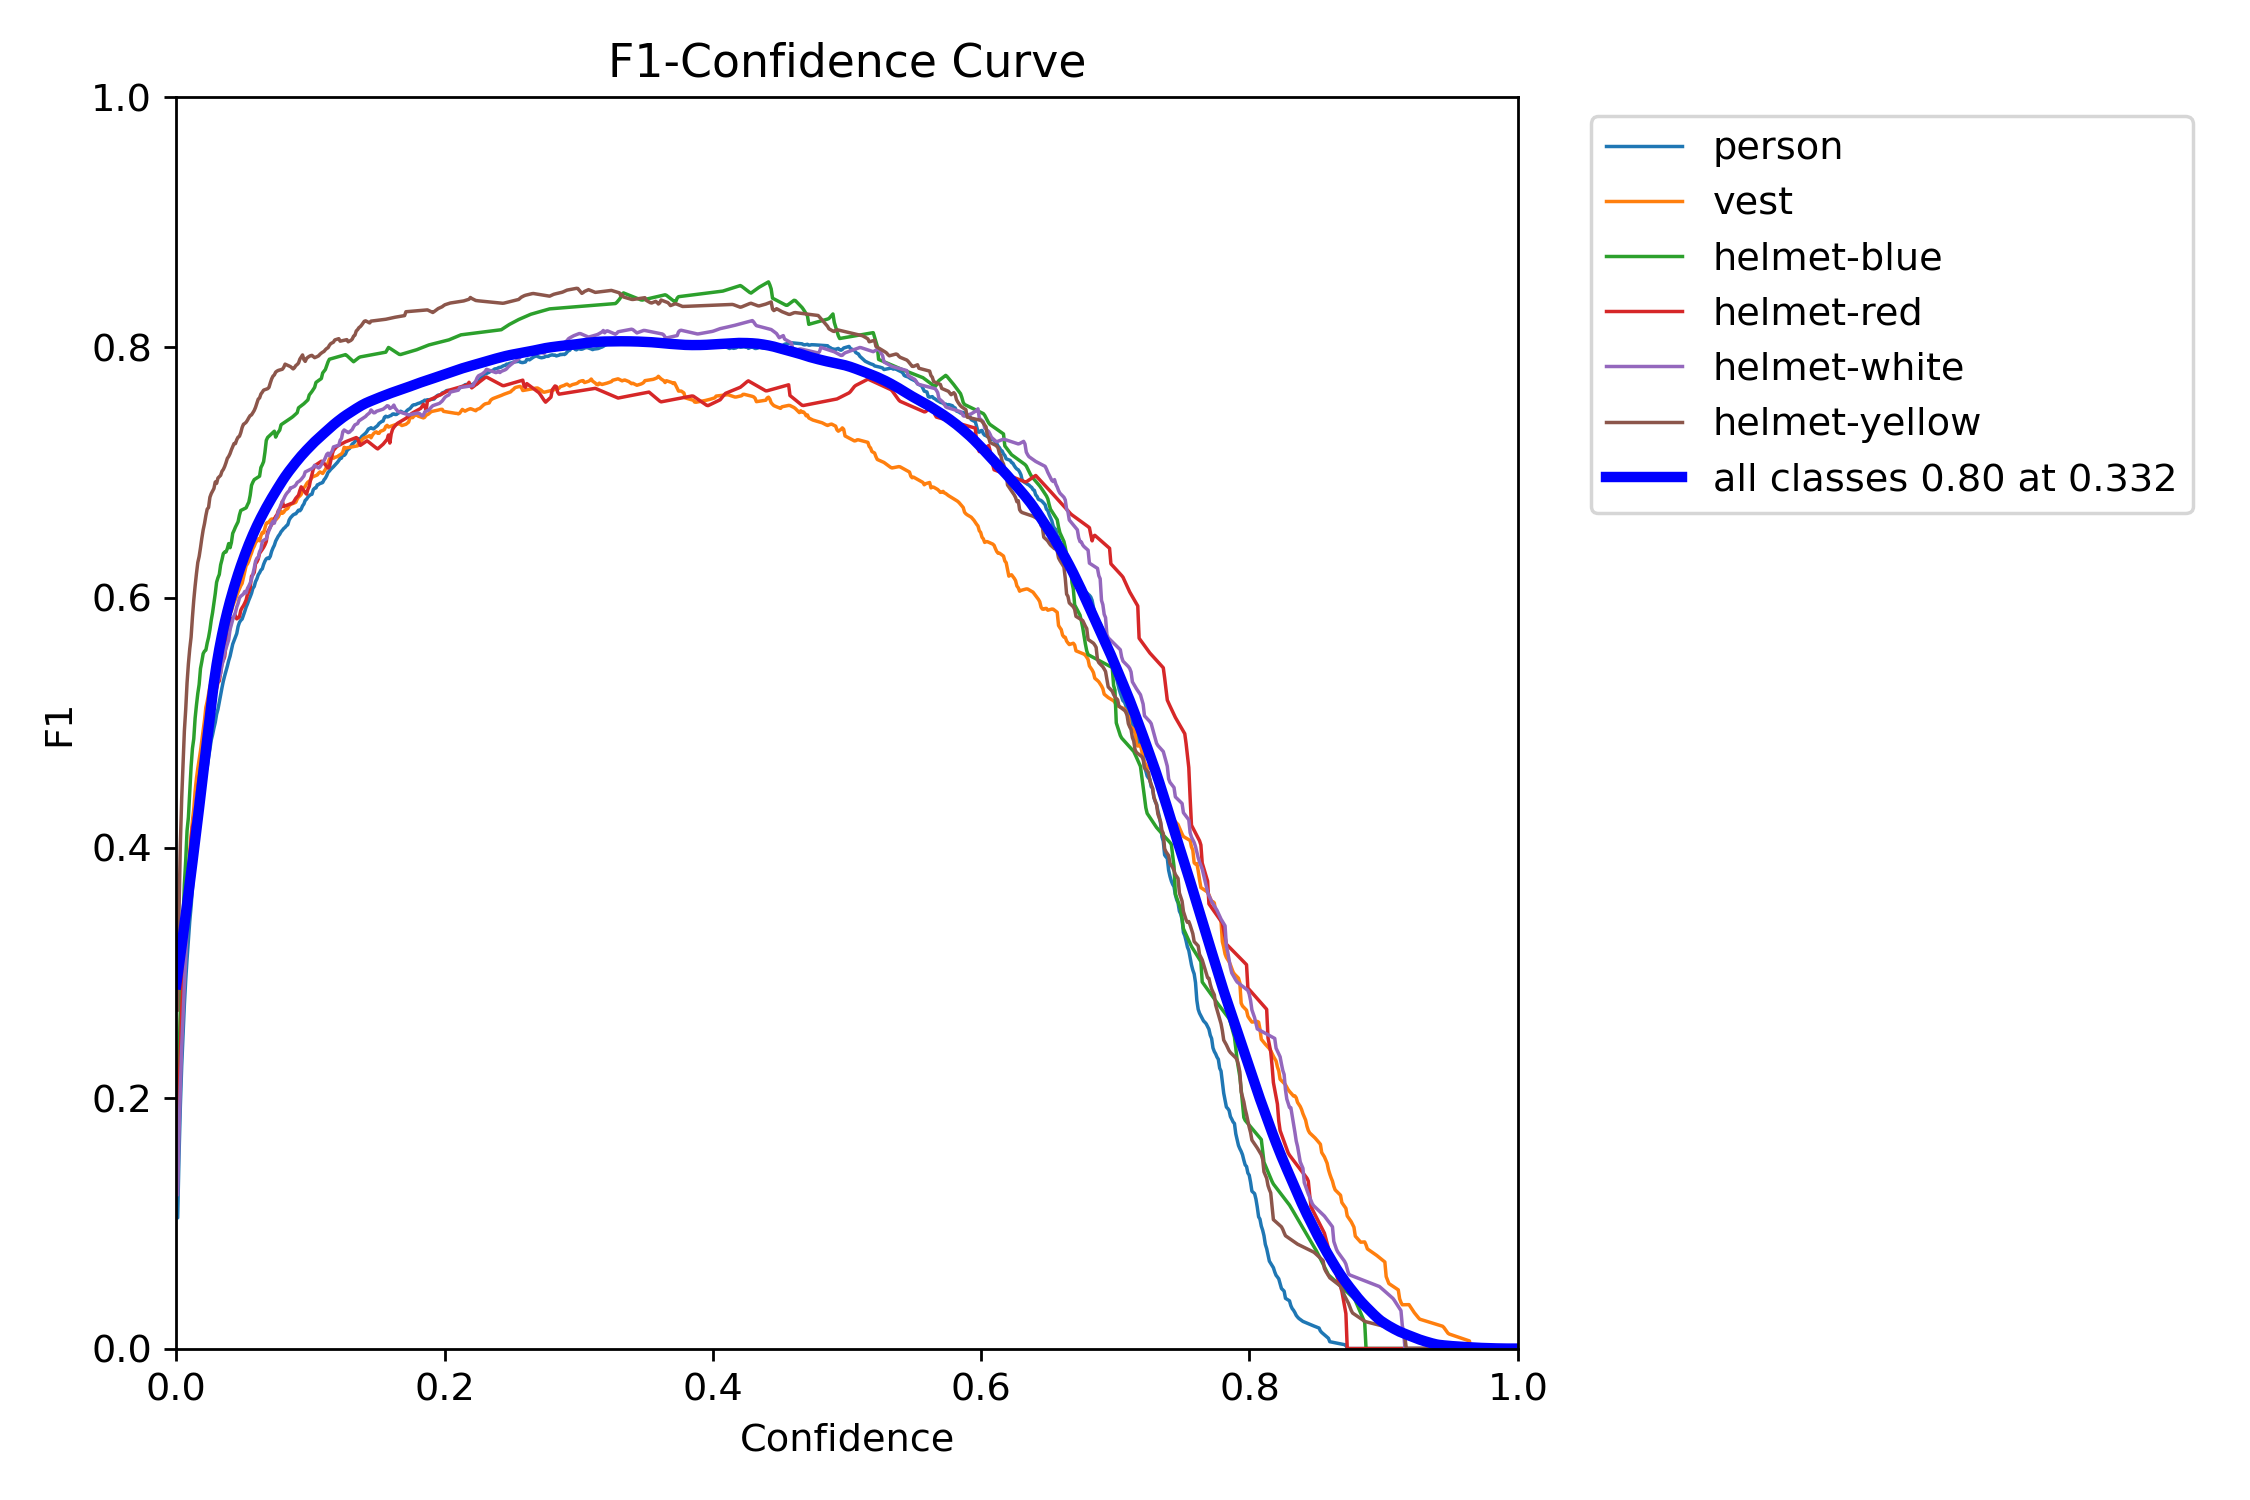 F1-Confidence Curve
1.0
0.8
0.6
0.4
0.2
0.0
F1
0.0 0.2 0.4 0.6 0.8 1.0
Confidence
person
vest
helmet-blue
helmet-red
helmet-white
helmet-yellow
all classes 0.80 at 0.332